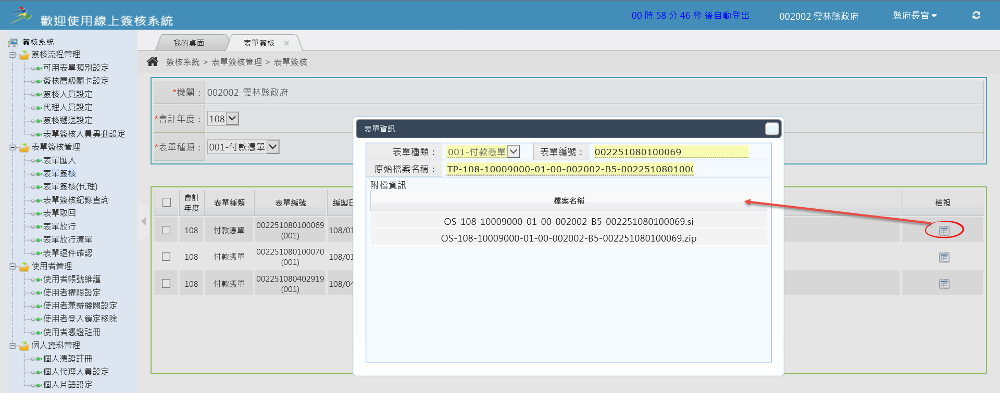 歡迎使用線上簽核系統
00 時 58 分 46 秒 後自動登出
002002 雲林縣政府
縣府長官
簽核系統
簽核流程管理
可用表單類別設定
簽核層級關卡設定
簽核人員設定
代理人員設定
簽核遞送設定
表單簽核人員異動設定
表單簽核管理
表單匯入
表單簽核
表單簽核(代理)
表單簽核紀錄查詢
表單取回
表單放行
表單放行清單
表單退件確認
使用者管理
使用者帳號維護
使用者權限設定
使用者兼辦機關設定
使用者登入鎖定移除
使用者憑證註冊
個人資料管理
個人憑證註冊
個人代理人員設定
個人片語設定
我的桌面
表單簽核 ×
簽核系統 > 表單簽核管理 > 表單簽核
*機關： 002002-雲林縣政府
*會計年度： 108
*表單種類： 001-付款憑單
會計年度 表單種類 表單編號 編製日 檢視
108 付款憑單 002251080100069 (001) 108/01
108 付款憑單 002251080100070 (001) 108/01
108 付款憑單 002251080402919 (001) 108/04
表單資訊
表單種類： 001-付款憑單 表單編號： 002251080100069
原始檔案名稱： TP-108-10009000-01-00-002002-B5-002251080100
附檔資訊
檔案名稱
OS-108-10009000-01-00-002002-B5-002251080100069.si
OS-108-10009000-01-00-002002-B5-002251080100069.zip